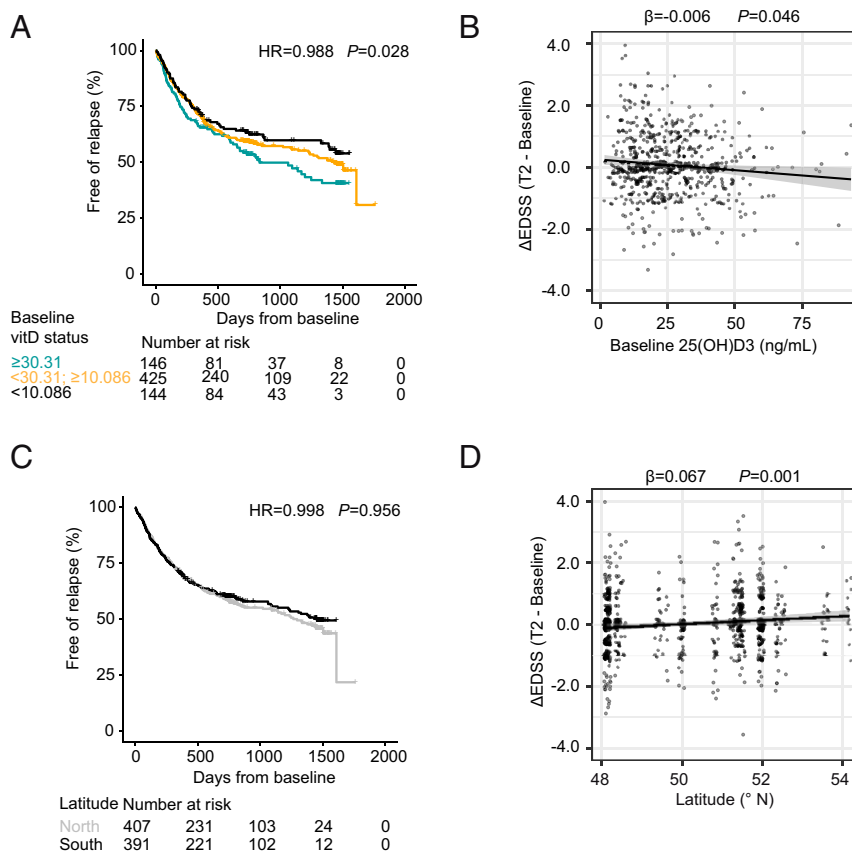 A
HR=0.988 P=0.028
Free of relapse (%)
100
75
50
25
0
0 500 1000 1500 2000
Days from baseline
Baseline
vitD status
Number at risk
≥30.31 146 81 37 8 0
<30.31; ≥10.086 425 240 109 22 0
<10.086 144 84 43 3 0
B
β=-0.006 P=0.046
ΔEDSS (T2 - Baseline)
4.0
2.0
0.0
-2.0
-4.0
0 25 50 75
Baseline 25(OH)D3 (ng/mL)
C
HR=0.998 P=0.956
Free of relapse (%)
100
75
50
25
0
0 500 1000 1500 2000
Days from baseline
Latitude Number at risk
North 407 231 103 24 0
South 391 221 102 12 0
D
β=0.067 P=0.001
ΔEDSS (T2 - Baseline)
4.0
2.0
0.0
-2.0
-4.0
48 50 52 54
Latitude (° N)